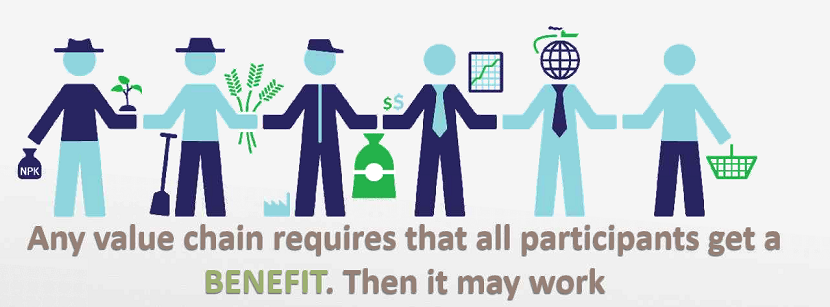 NPK
$$
Any value chain requires that all participants get a
BENEFIT. Then it may work